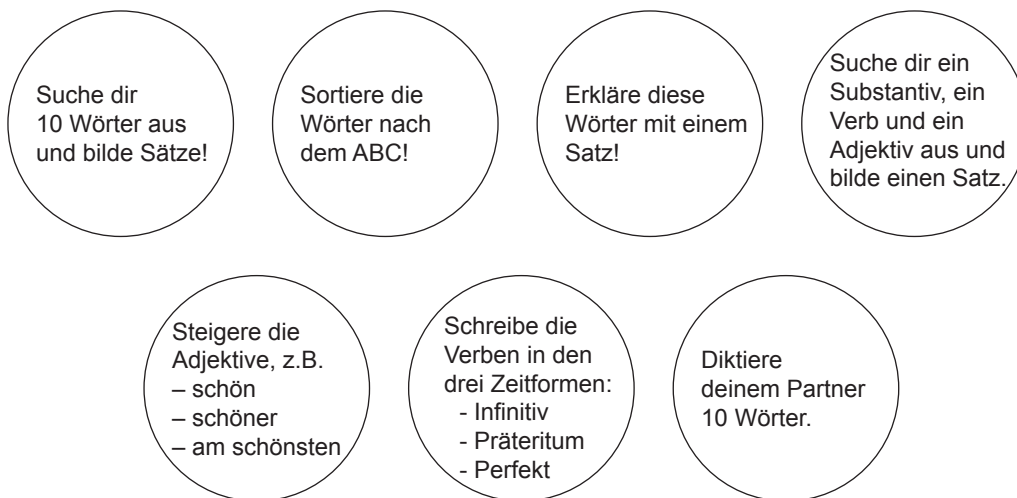 Suche dir
10 Wörter aus
und bilde Sätze!
Sortiere die
Wörter nach
dem ABC!
Erkläre diese
Wörter mit einem
Satz!
Suche dir ein
Substantiv, ein
Verb und ein
Adjektiv aus und
bilde einen Satz.
Steigere die
Adjektive, z.B.
– schön
– schöner
– am schönsten
Schreibe die
Verben in den
drei Zeitformen:
- Infinitiv
- Präteritum
- Perfekt
Diktiere
deinem Partner
10 Wörter.